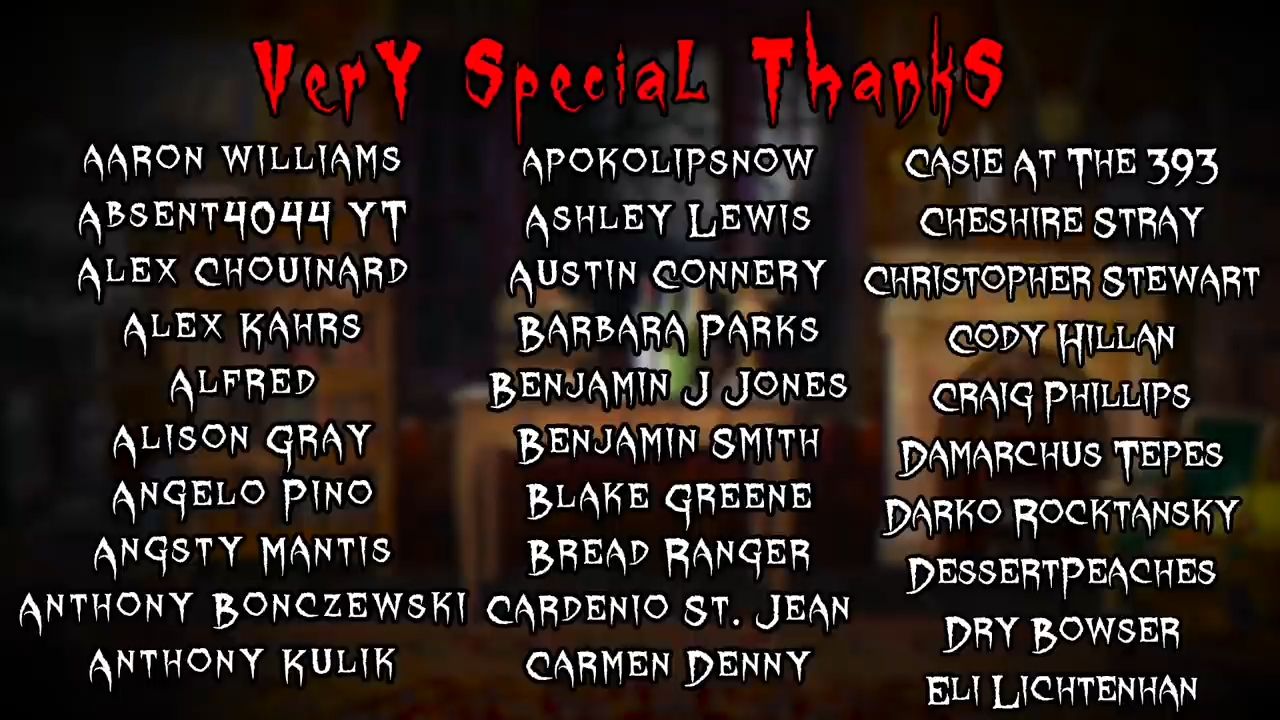 VerY SpeciaL ThankS
AARON WILLIAMS
ABSENT4044 YT
ALEX CHOUINARD
ALEX KAHRS
ALFRED
ALISON GRAY
ANGELO PINO
ANGSTY MANTIS
ANTHONY BONCZEWSKI
ANTHONY KULIK
APOKOLIPSNOW
ASHLEY LEWIS
AUSTIN CONNERY
BARBARA PARKS
BENJAMIN J JONES
BENJAMIN SMITH
BLAKE GREENE
BREAD RANGER
CARDENIO ST. JEAN
CARMEN DENNY
CASIE AT THE 393
CHESHIRE STRAY
CHRISTOPHER STEWART
CODY HILLAN
CRAIG PHILLIPS
DAMARCHUS TEPES
DARKO ROCKTANSKY
DESSERTPEACHES
DRY BOWSER
ELI LICHTENHAN